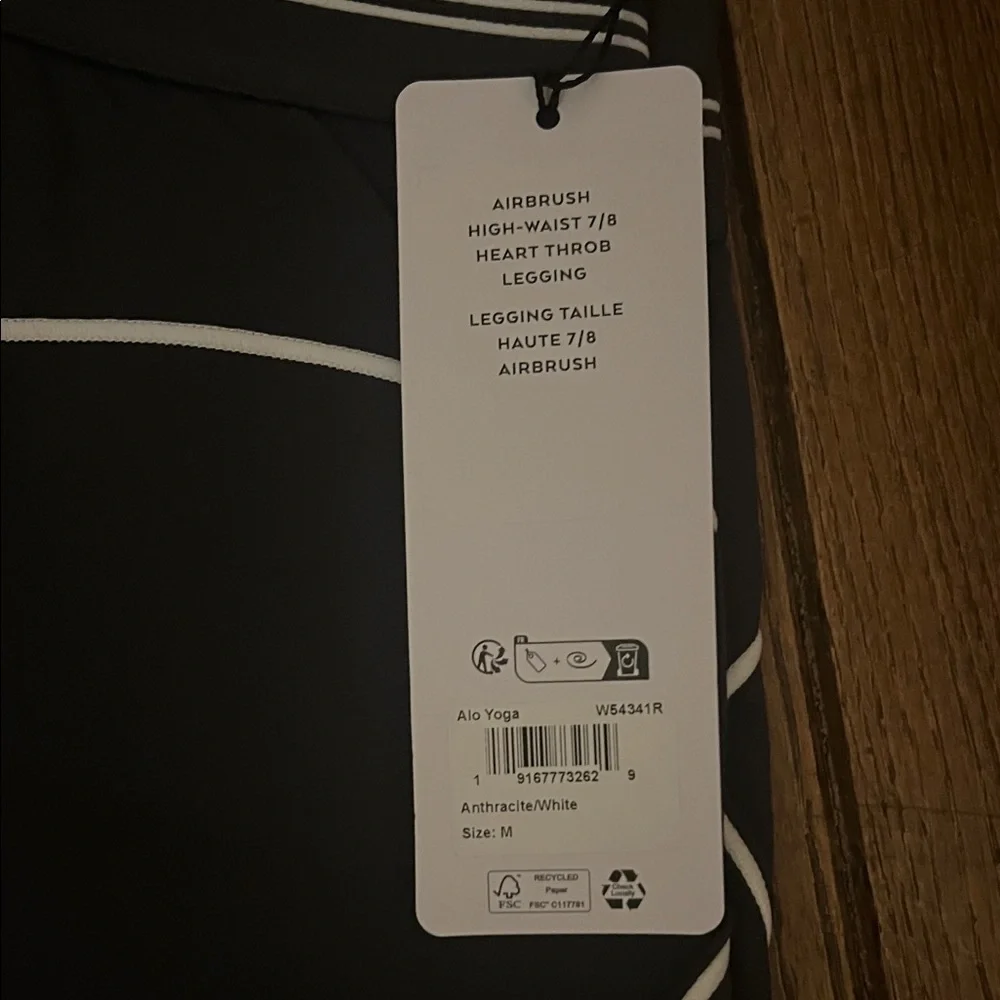 AIRBRUSH
HIGH-WAIST 7/8
HEART THROB
LEGGING
LEGGING TAILLE
HAUTE 7/8
AIRBRUSH
FR
Alo Yoga W54341R
1 9167773262 9
Anthracite/White
Size: M
FSC RECYCLED
Paper
FSC® C117781
Check
Locally